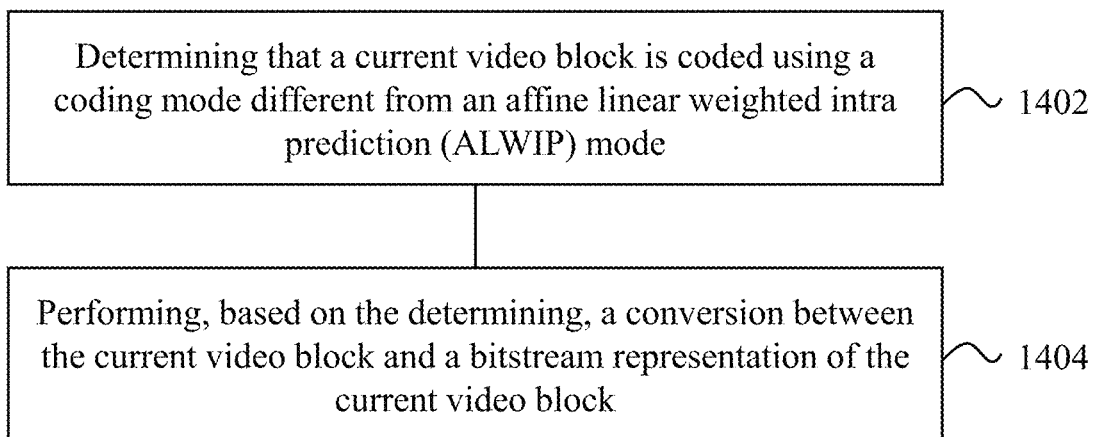 Determining that a current video block is coded using a
coding mode different from an affine linear weighted intra
prediction (ALWIP) mode
1402
Performing, based on the determining, a conversion between
the current video block and a bitstream representation of the
current video block
1404